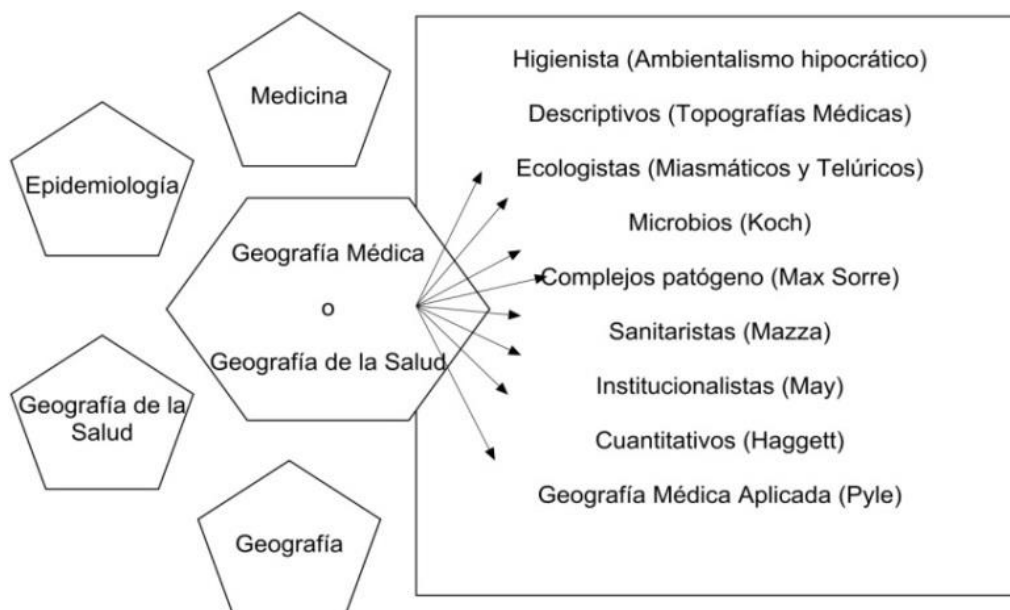 Medicina
Epidemiología
Geografía Médica
o
Geografía de la Salud
Geografía de la
Salud
Geografía
Higienista (Ambientalismo hipocrático)
Descriptivos (Topografías Médicas)
Ecologistas (Miasmáticos y Telúricos)
Microbios (Koch)
Complejos patógeno (Max Sorre)
Sanitaristas (Mazza)
Institucionalistas (May)
Cuantitativos (Haggett)
Geografía Médica Aplicada (Pyle)